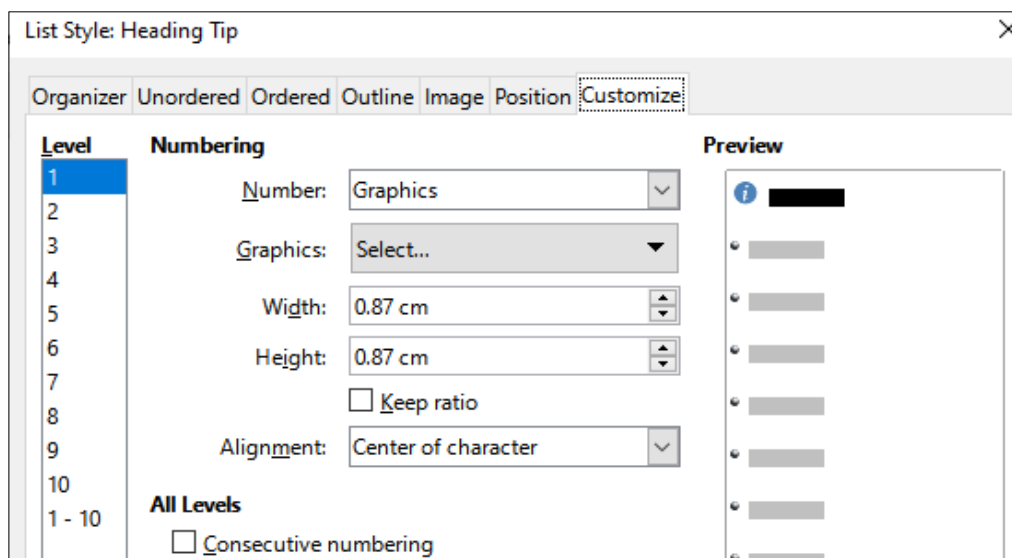 List Style: Heading Tip
Organizer Unordered Ordered Outline Image Position Customize
Level Numbering Preview
1
Number: Graphics
2
3
Graphics: Select...
4
5
Width: 0.87 cm
6
Height: 0.87 cm
7
Keep ratio
8
9
Alignment: Center of character
10
1 - 10
All Levels
Consecutive numbering